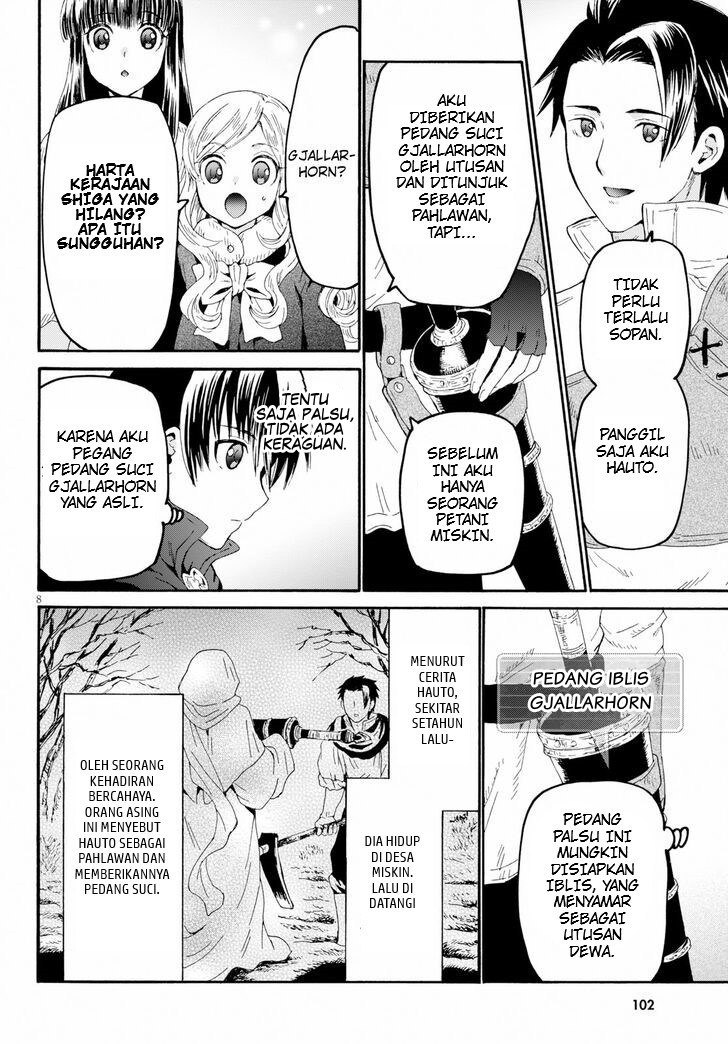 AKU
DIBERIKAN
PEDANG SUCI
GJALLARHORN
OLEH UTUSAN
DAN DITUNJUK
SEBAGAI
PAHLAWAN,
TAPI...
TIDAK
PERLU
TERLALU
SOPAN.
PANGGIL
SAJA AKU
HAUTO.
SEBELUM
INI AKU
HANYA
SEORANG
PETANI
MISKIN.
GJALLAR-
HORN?
HARTA
KERAJAAN
SHIGA YANG
HILANG?
APA ITU
SUNGGUHAN?
TENTU
SAJA PALSU,
TIDAK ADA
KERAGUAN.
KARENA AKU
PEGANG
PEDANG SUCI
GJALLARHORN
YANG ASLI.
8
PEDANG IBLIS
GJALLARHORN
PEDANG
PALSU INI
MUNGKIN
DISIAPKAN
IBLIS, YANG
MENYAMAR
SEBAGAI
UTUSAN
DEWA.
MENURUT
CERITA
HAUTO,
SEKITAR
SETAHUN
LALU-
DIA HIDUP
DI DESA
MISKIN.
LALU DI
DATANGI
OLEH SEORANG
KEHADIRAN
BERCAHAYA.
ORANG ASING
INI MENYEBUT
HAUTO SEBAGAI
PAHLAWAN DAN
MEMBERIKANNYA
PEDANG SUCI.
102